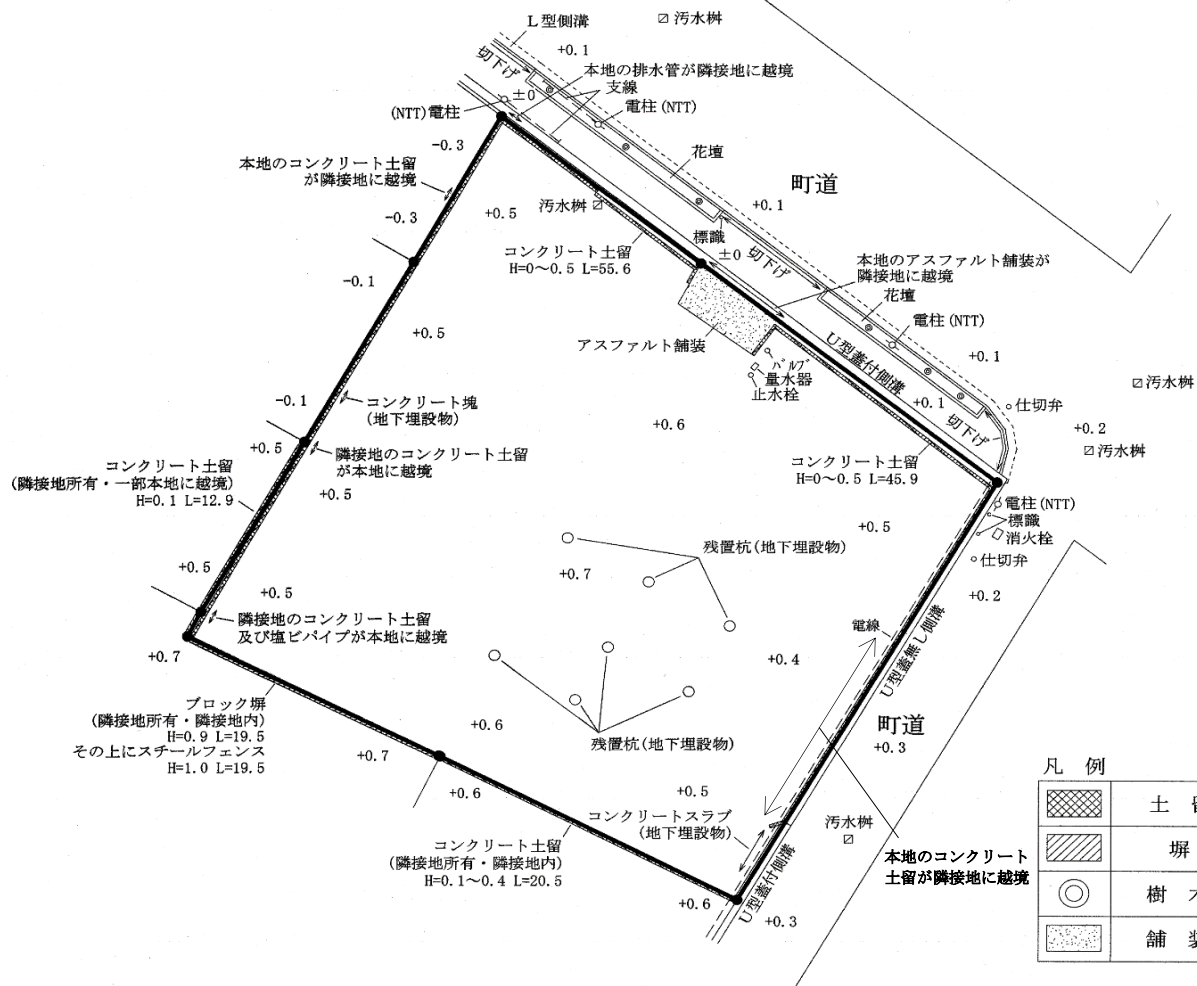 L型側溝
汚水桝
切下げ
+0.1
本地の排水管が隣接地に越境
±0
支線
(NTT)電柱
電柱(NTT)
-0.3
花壇
本地のコンクリート土留
が隣接地に越境
町道
-0.3
+0.5
汚水桝
+0.1
標識
コンクリート土留
H=0～0.5 L=55.6
±0
切下げ
本地のアスファルト舗装が
隣接地に越境
-0.1
花壇
電柱(NTT)
+0.5
アスファルト舗装
U型蓋付側溝
+0.1
バルブ
量水器
止水栓
汚水桝
-0.1
コンクリート塊
(地下埋設物)
+0.1
仕切弁
+0.6
切下げ
+0.2
汚水桝
+0.5
隣接地のコンクリート土留
が本地に越境
コンクリート土留
(隣接地所有・一部本地に越境)
H=0.1 L=12.9
コンクリート土留
H=0～0.5 L=45.9
+0.5
電柱(NTT)
標識
消火栓
+0.5
残置杭(地下埋設物)
仕切弁
+0.5
+0.7
+0.5
+0.2
隣接地のコンクリート土留
及び塩ビパイプが本地に越境
電線
U型蓋無し側溝
+0.7
+0.4
ブロック塀
(隣接地所有・隣接地内)
H=0.9 L=19.5
その上にスチールフェンス
H=1.0 L=19.5
+0.6
町道
+0.7
残置杭(地下埋設物)
+0.3
凡 例
+0.6
+0.5
土 留
コンクリートスラブ
(地下埋設物)
汚水桝
塀
コンクリート土留
(隣接地所有・隣接地内)
H=0.1～0.4 L=20.5
本地のコンクリート
土留が隣接地に越境
U型蓋付側溝
樹
+0.6
+0.3
舗